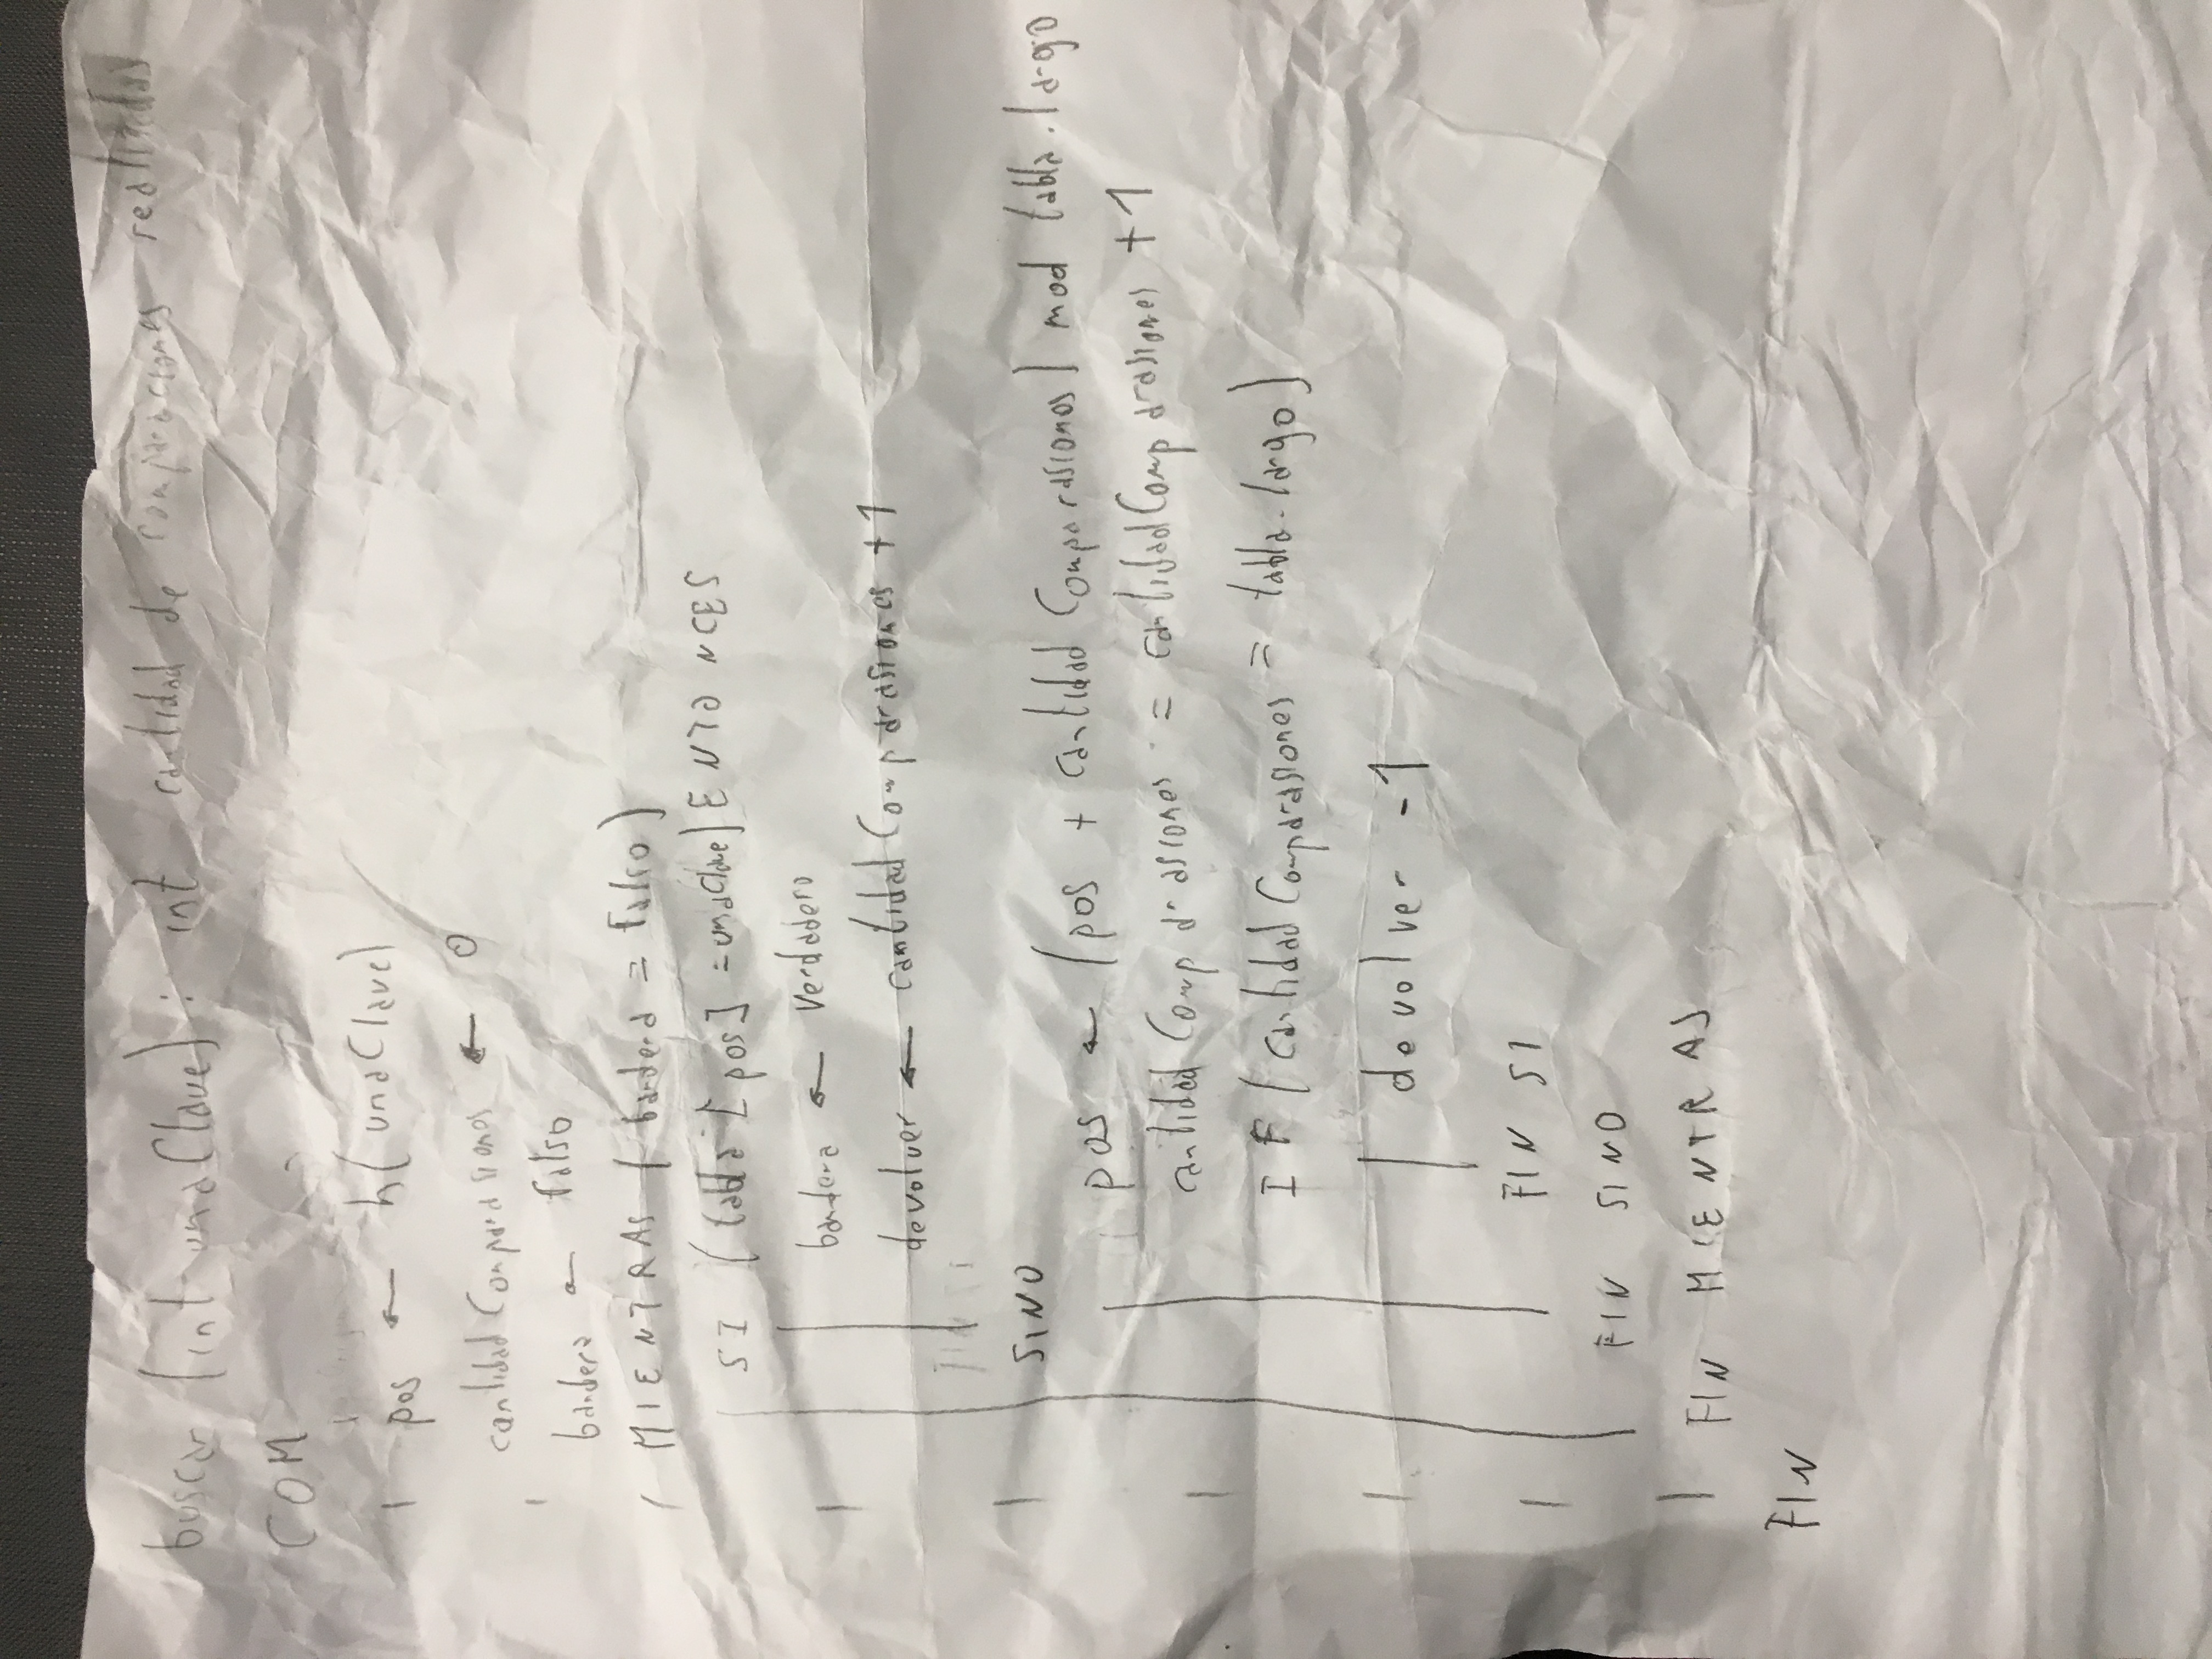 buscar (int unaClave) : int cantidad de comparaciones realizadas
COM
pos ← h(unaClave)
cantidadComparasiones ← 0
bandera ← falso
MIENTRAS (bandera = falso)
SI (tabla [pos] = unaClave) ENTONCES
bandera ← Verdadero
devolver ← cantidadComparasiones + 1
FIN SI
SINO
pos ← (pos + cantidadComparasiones) mod tabla.largo
cantidadComparasiones = cantidadComparasiones + 1
IF (cantidadComparasiones = tabla.largo)
devolver -1
FIN SI
FIN SINO
FIN MIENTRAS
FIN